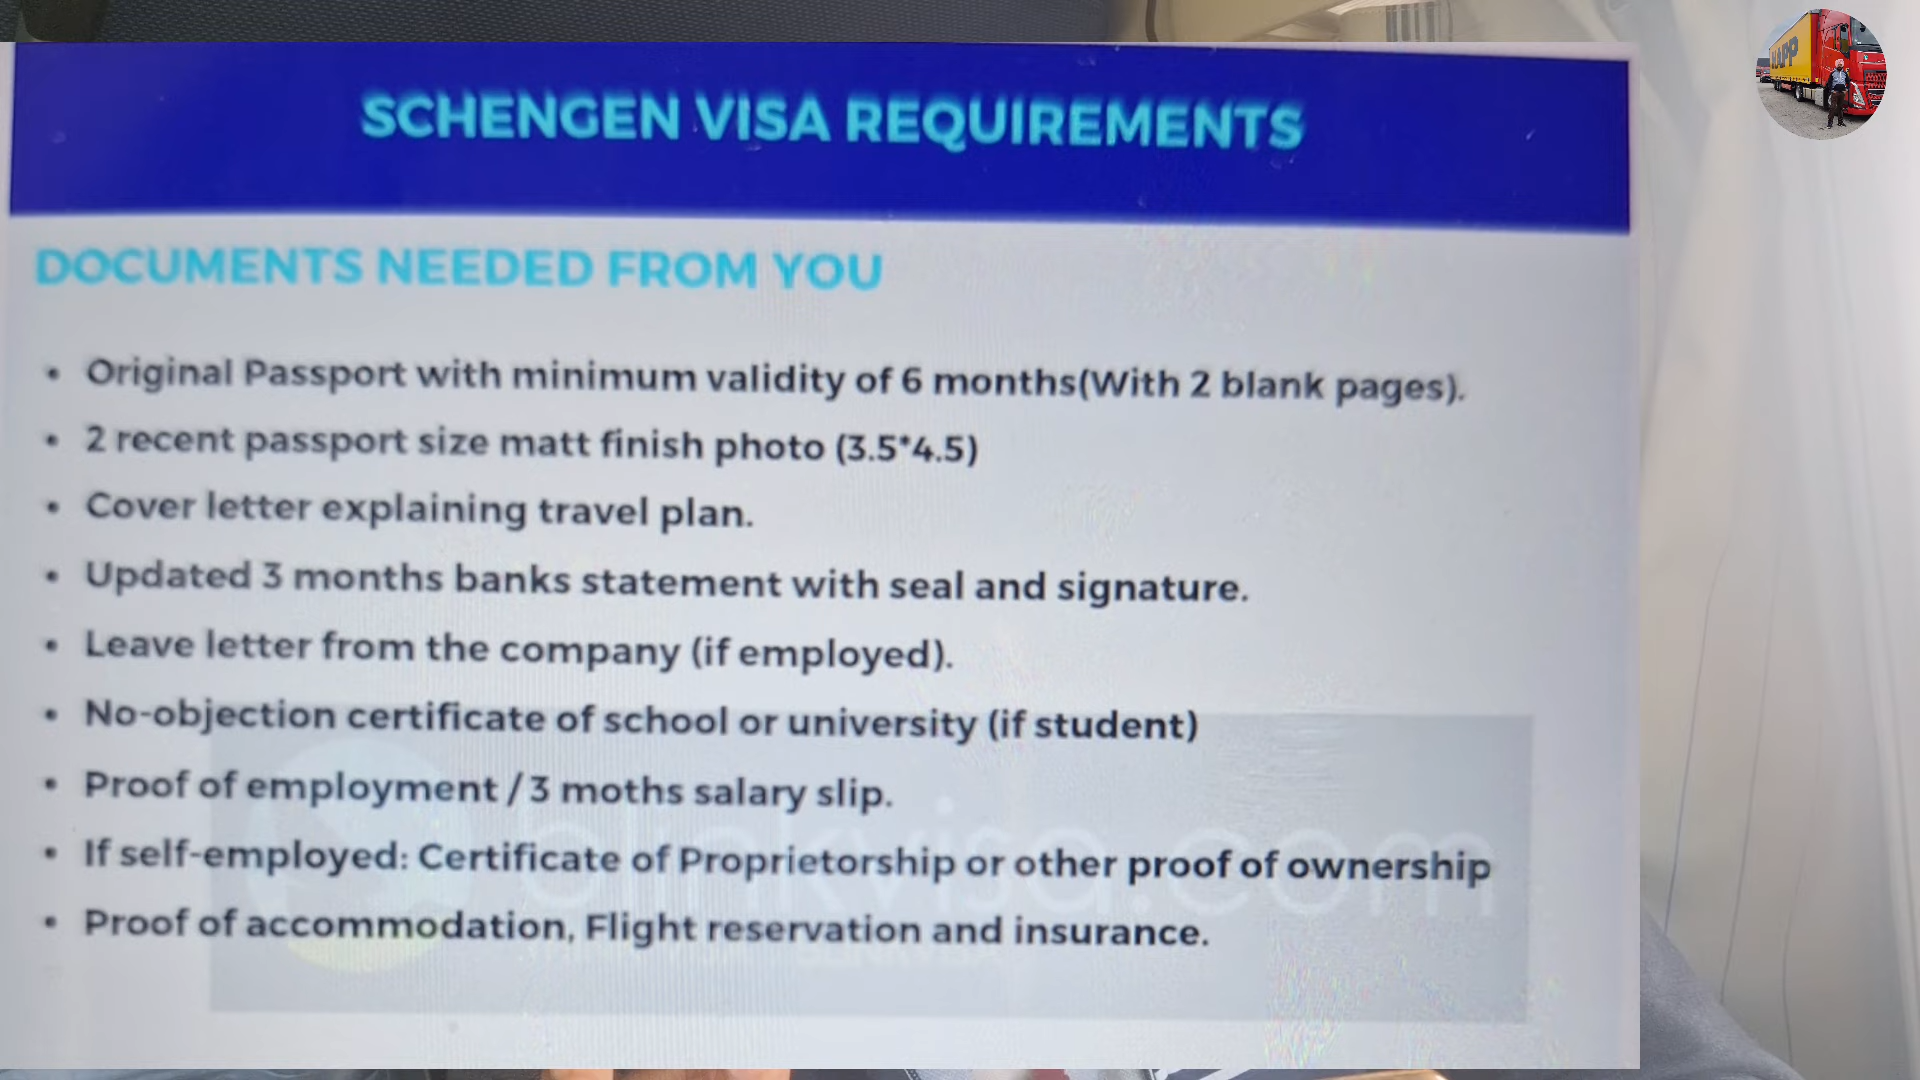 SCHENGEN VISA REQUIREMENTS
DOCUMENTS NEEDED FROM YOU
• Original Passport with minimum validity of 6 months(With 2 blank pages).
• 2 recent passport size matt finish photo (3.5*4.5)
• Cover letter explaining travel plan.
• Updated 3 months banks statement with seal and signature.
• Leave letter from the company (if employed).
• No-objection certificate of school or university (if student)
• Proof of employment / 3 moths salary slip.
• If self-employed: Certificate of Proprietorship or other proof of ownership
• Proof of accommodation, Flight reservation and insurance.
blinkvisa.com